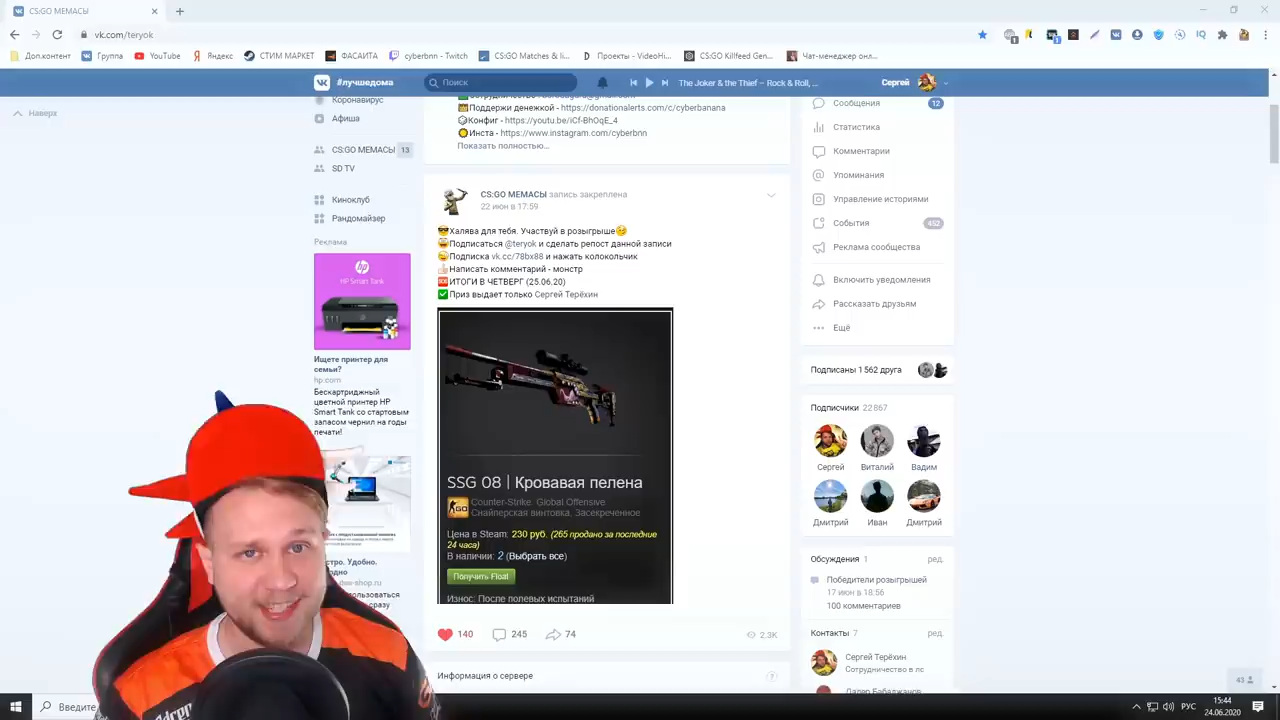 CS:GO МЕМАСЫ
vk.com/teryok
Доп.контент
Группа
YouTube
Яндекс
СТИМ МАРКЕТ
ФАСАИТА
cyberbnn - Twitch
CS:GO Matches & li...
Проекты - VideoHi...
CS:GO Killfeed Gen...
Чат-менеджер онл...
#лучшедома
Поиск
The Joker & the Thief – Rock & Roll, ...
Сергей
Наверх
Коронавирус
Афиша
CS:GO МЕМАСЫ 13
SD TV
Киноклуб
Рандомайзер
Реклама
HP Smart Tank
Ищете принтер для
семьи?
hp.com
Бескартриджный
цветной принтер HP
Smart Tank со стартовым
запасом чернил на годы
печати!
Поддержи денежкой - https://donationalerts.com/c/cyberbanana
Конфиг - https://youtu.be/iCf-BhOqE_4
Инста - https://www.instagram.com/cyberbnn
Показать полностью...
CS:GO МЕМАСЫ запись закреплена
22 июн в 17:59
Халява для тебя. Участвуй в розыгрыше
Подписаться @teryok и сделать репост данной записи
Подписка vk.cc/78bx88 и нажать колокольчик
Написать комментарий - монстр
ИТОГИ В ЧЕТВЕРГ (25.06.20)
Приз выдает только Сергей Терёхин
SSG 08 | Кровавая пелена
Counter-Strike: Global Offensive
Снайперская винтовка, Засекреченное
Цена в Steam: 230 руб. (265 продано за последние
24 часа)
В наличии: 2 (Выбрать все)
Получить Float
Износ: После полевых испытаний
140 245 74 2.3K
Информация о сервере
Сообщения 12
Статистика
Комментарии
Упоминания
Управление историями
События 452
Реклама сообщества
Включить уведомления
Рассказать друзьям
Ещё
Подписаны 1 562 друга
Подписчики 22 867
Сергей Виталий Вадим
Дмитрий Иван Дмитрий
Обсуждения 1 ред.
Победители розыгрышей
17 июн в 18:56
100 комментариев
Контакты 7 ред.
Сергей Терёхин
Сотрудничество в лс
43
Введите
РУС
15:44
24.06.2020